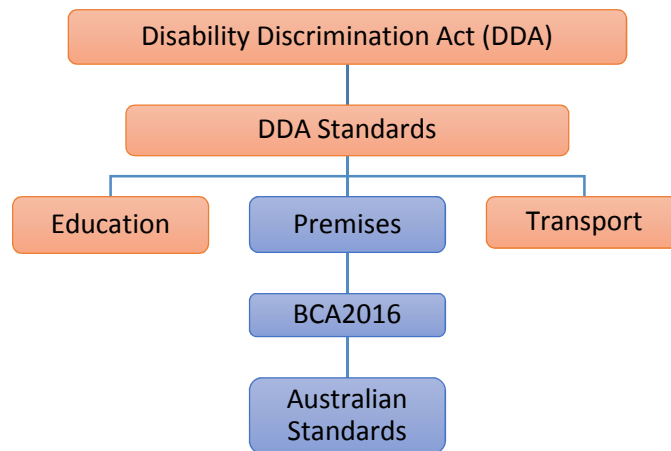 Disability Discrimination Act (DDA)
DDA Standards
Education
Premises
Transport
BCA2016
Australian
Standards